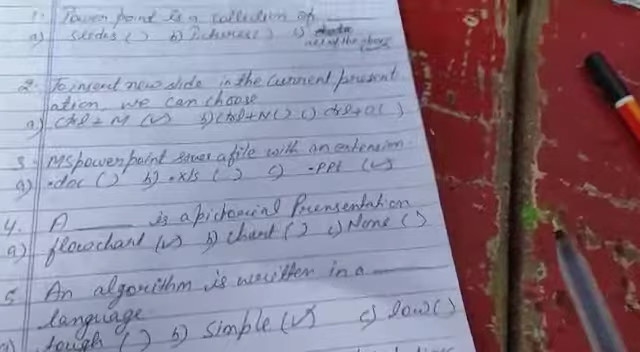 1. Power point is a collection of
a) slides ( ) b) Pictures ( ) c)
all of the above
2. To insert new slide in the current present
ation, we can choose
a) Ctrl + M (✓) b) Ctrl + N ( ) c) Ctrl + O ( )
3. MS powerpoint saves a file with an extension
a) .doc ( ) b) .xls ( ) c) .PPt (✓)
4. A ______ is a pictorial Prensentation
a) flowchart (✓) b) chart ( ) c) None ( )
5. An algorithm is written in a ______
language
a) tough ( ) b) simple (✓) c) low ( )